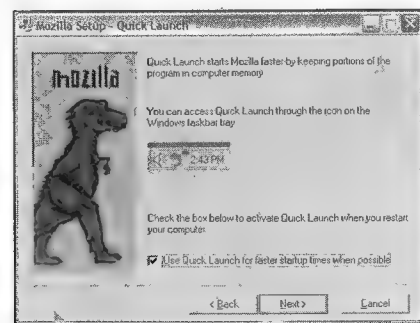 Mozilla Setup - Quick Launch
mozilla
Quick Launch starts Mozilla faster by keeping portions of the
program in computer memory
You can access Quick Launch through the icon on the
Windows taskbar tray
2:43 PM
Check the box below to activate Quick Launch when you restart
your computer
Use Quick Launch for faster startup times when possible
< Back
Next >
Cancel